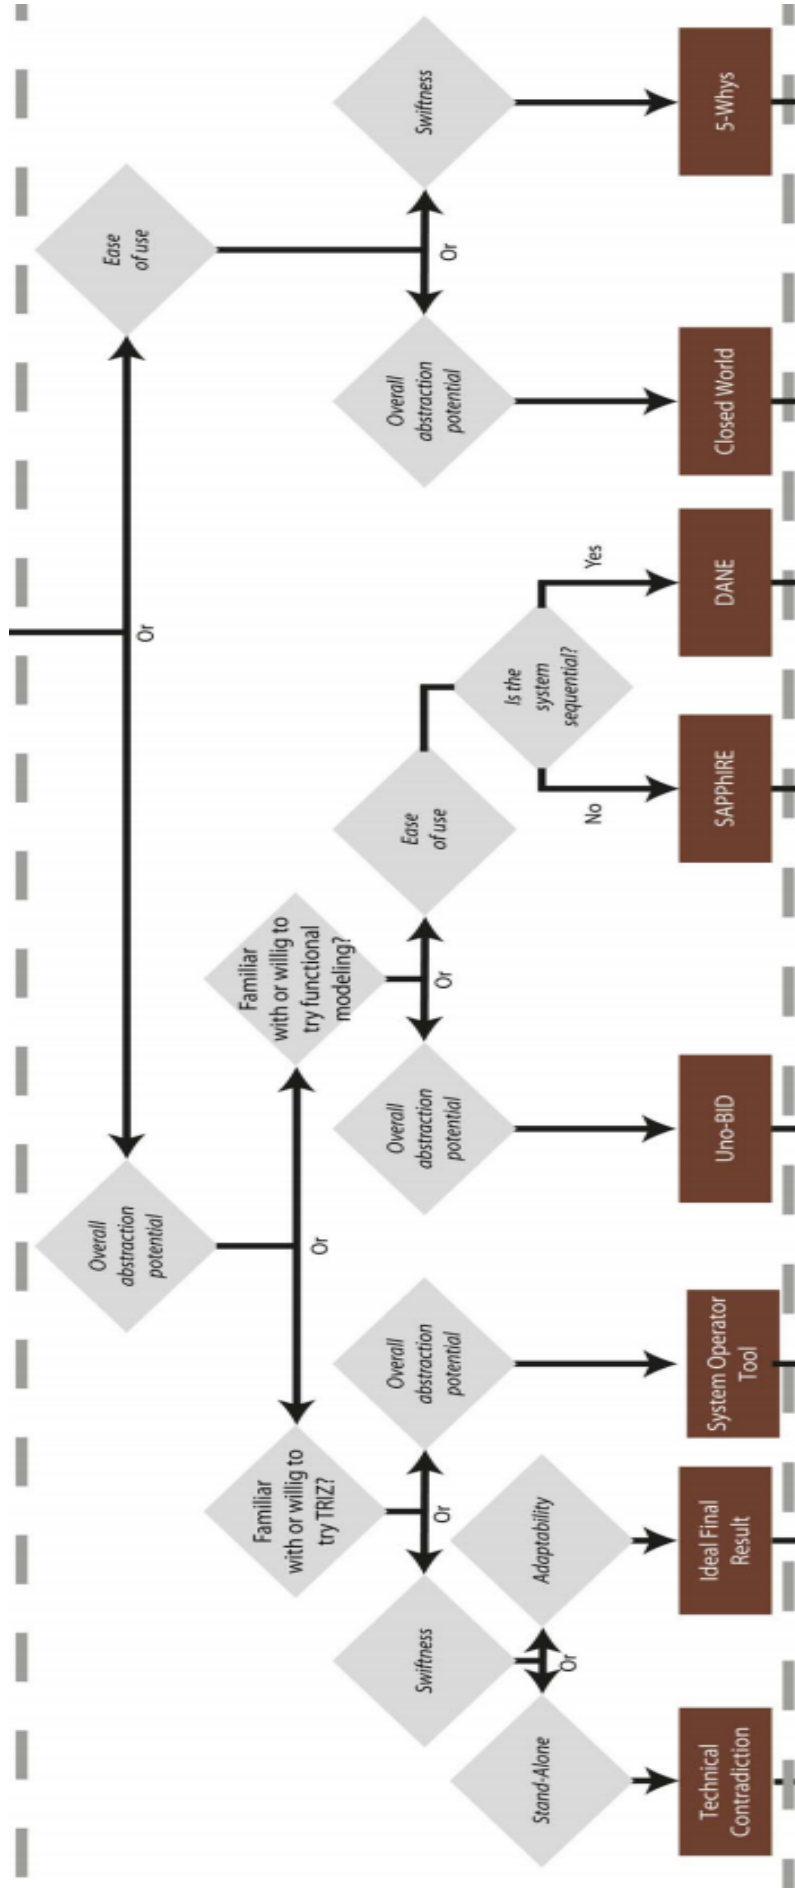 Overall
abstraction
potential
Or
Ease
of use
Familiar
with or willig to
try TRIZ?
Or
Familiar
with or willig to
try functional
modeling?
Swiftness
Or
Overall
abstraction
potential
Overall
abstraction
potential
Or
Ease
of use
Overall
abstraction
potential
Or
Swiftness
Stand-Alone
Or
Adaptability
Is the
system
sequential?
No
Yes
Technical
Contradiction
Ideal Final
Result
System Operator
Tool
Uno-BID
SAPPhIRE
DANE
Closed World
5-Whys